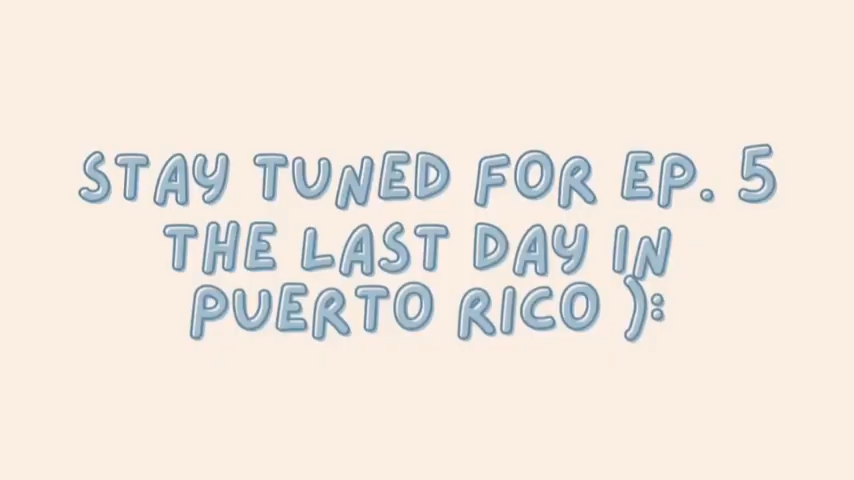 STAY TUNED FOR EP. 5
THE LAST DAY IN
PUERTO RICO ):